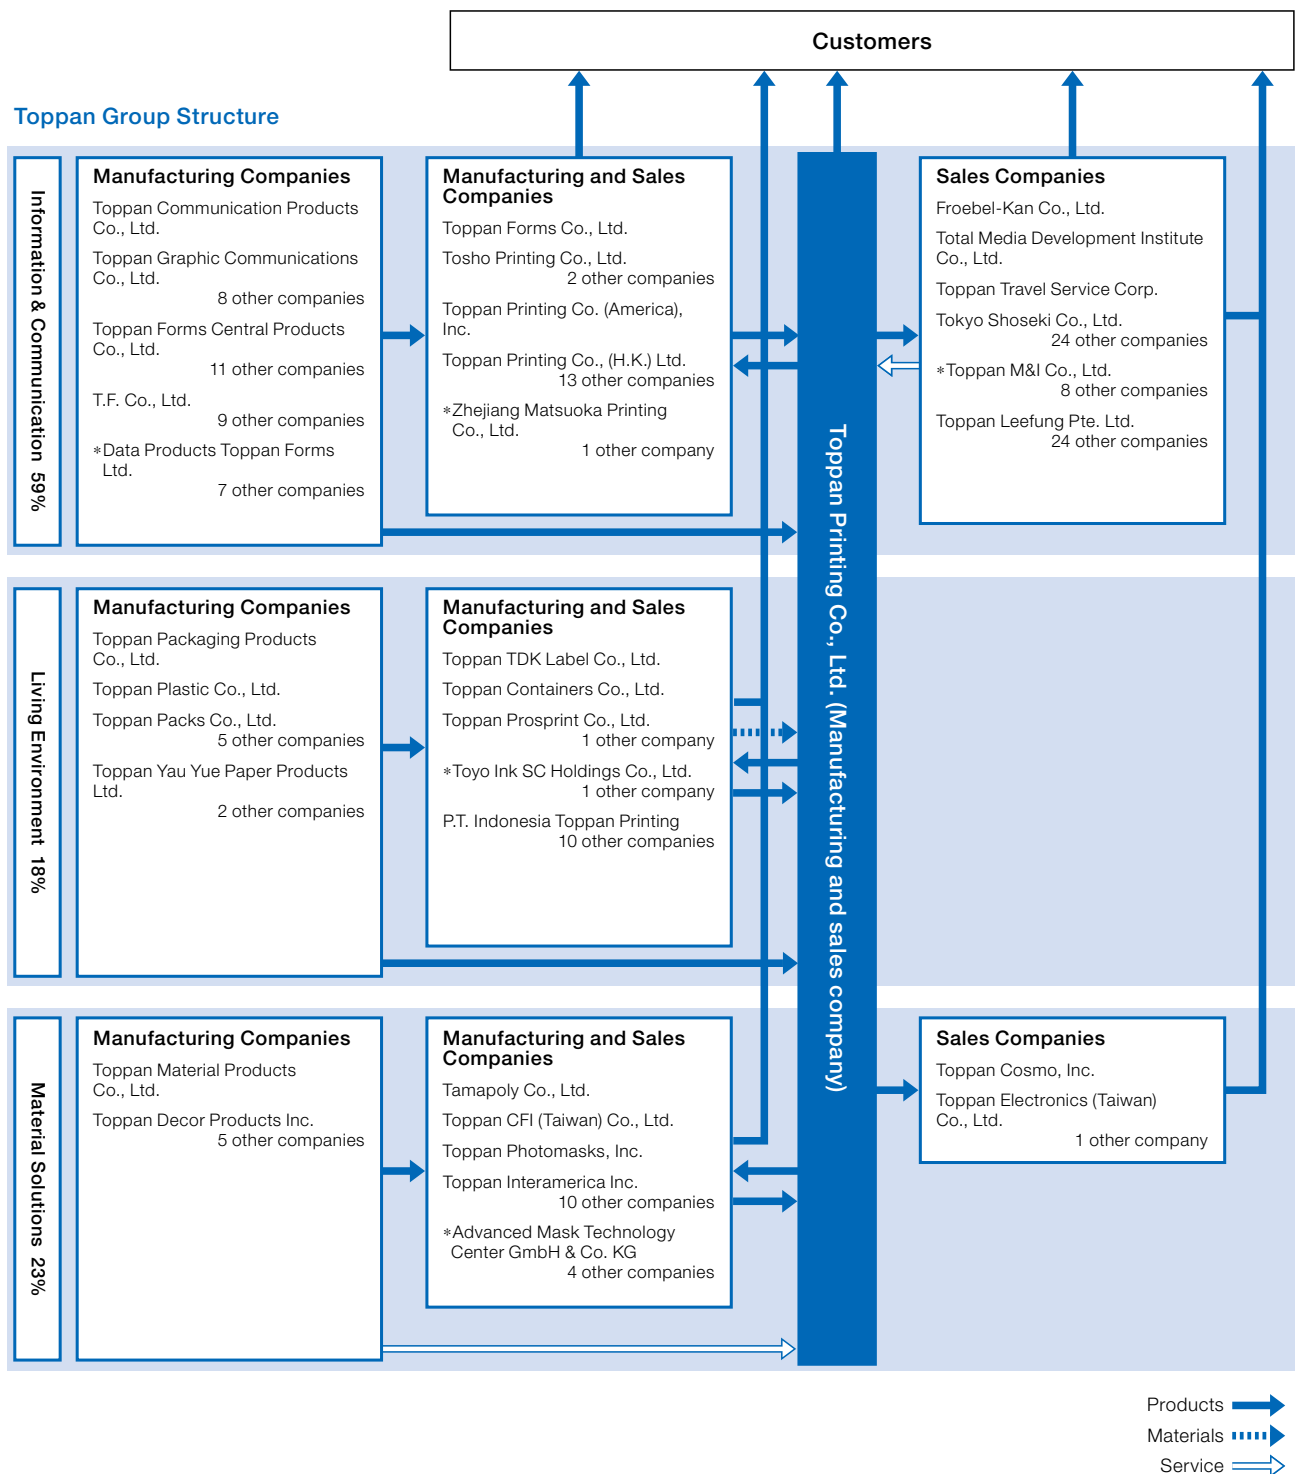 Customers
Toppan Group Structure
Information & Communication 59%
Manufacturing Companies
Toppan Communication Products
Co., Ltd.
Toppan Graphic Communications
Co., Ltd.
8 other companies
Toppan Forms Central Products
Co., Ltd.
11 other companies
T.F. Co., Ltd.
9 other companies
*Data Products Toppan Forms
Ltd.
7 other companies
Manufacturing and Sales
Companies
Toppan Forms Co., Ltd.
Tosho Printing Co., Ltd.
2 other companies
Toppan Printing Co. (America),
Inc.
Toppan Printing Co., (H.K.) Ltd.
13 other companies
*Zhejiang Matsuoka Printing
Co., Ltd.
1 other company
Toppan Printing Co., Ltd. (Manufacturing and sales company)
Sales Companies
Froebel-Kan Co., Ltd.
Total Media Development Institute
Co., Ltd.
Toppan Travel Service Corp.
Tokyo Shoseki Co., Ltd.
24 other companies
*Toppan M&I Co., Ltd.
8 other companies
Toppan Leefung Pte. Ltd.
24 other companies
Living Environment 18%
Manufacturing Companies
Toppan Packaging Products
Co., Ltd.
Toppan Plastic Co., Ltd.
Toppan Packs Co., Ltd.
5 other companies
Toppan Yau Yue Paper Products
Ltd.
2 other companies
Manufacturing and Sales
Companies
Toppan TDK Label Co., Ltd.
Toppan Containers Co., Ltd.
Toppan Prosprint Co., Ltd.
1 other company
*Toyo Ink SC Holdings Co., Ltd.
1 other company
P.T. Indonesia Toppan Printing
10 other companies
Material Solutions 23%
Manufacturing Companies
Toppan Material Products
Co., Ltd.
Toppan Decor Products Inc.
5 other companies
Manufacturing and Sales
Companies
Tamapoly Co., Ltd.
Toppan CFI (Taiwan) Co., Ltd.
Toppan Photomasks, Inc.
Toppan Interamerica Inc.
10 other companies
*Advanced Mask Technology
Center GmbH & Co. KG
4 other companies
Sales Companies
Toppan Cosmo, Inc.
Toppan Electronics (Taiwan)
Co., Ltd.
1 other company
Products
Materials
Service